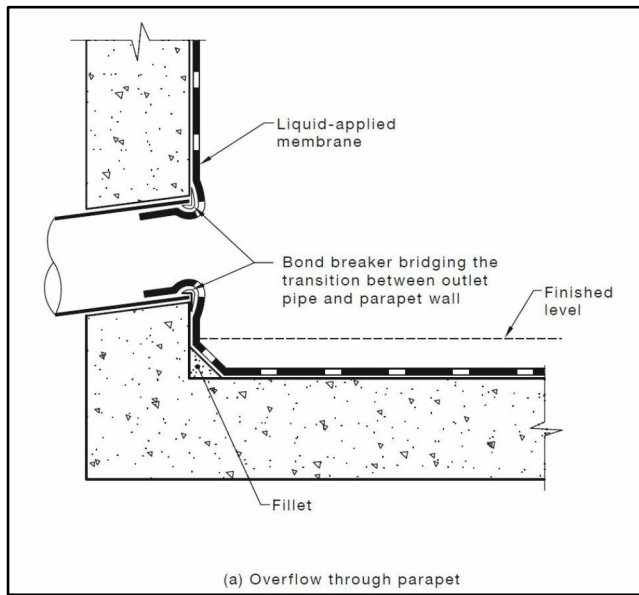 Liquid-applied
membrane
Bond breaker bridging the
transition between outlet
pipe and parapet wall
Finished
level
Fillet
(a) Overflow through parapet